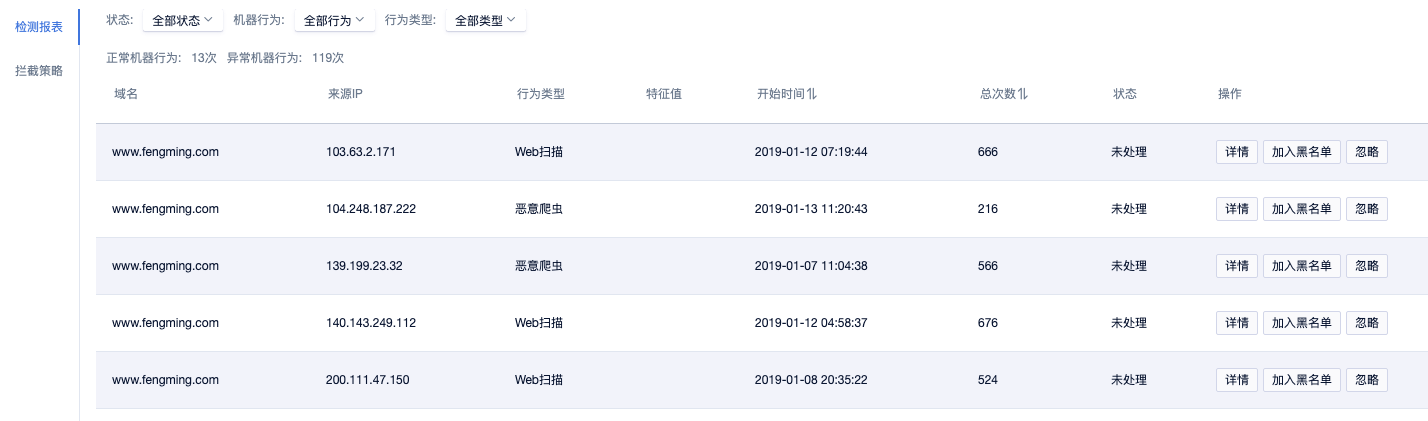 检测报表
拦截策略
状态: 全部状态 机器行为: 全部行为 行为类型: 全部类型
正常机器行为: 13次 异常机器行为: 119次
域名 来源IP 行为类型 特征值 开始时间 总次数 状态 操作
www.fengming.com 103.63.2.171 Web扫描 2019-01-12 07:19:44 666 未处理 详情 加入黑名单 忽略
www.fengming.com 104.248.187.222 恶意爬虫 2019-01-13 11:20:43 216 未处理 详情 加入黑名单 忽略
www.fengming.com 139.199.23.32 恶意爬虫 2019-01-07 11:04:38 566 未处理 详情 加入黑名单 忽略
www.fengming.com 140.143.249.112 Web扫描 2019-01-12 04:58:37 676 未处理 详情 加入黑名单 忽略
www.fengming.com 200.111.47.150 Web扫描 2019-01-08 20:35:22 524 未处理 详情 加入黑名单 忽略